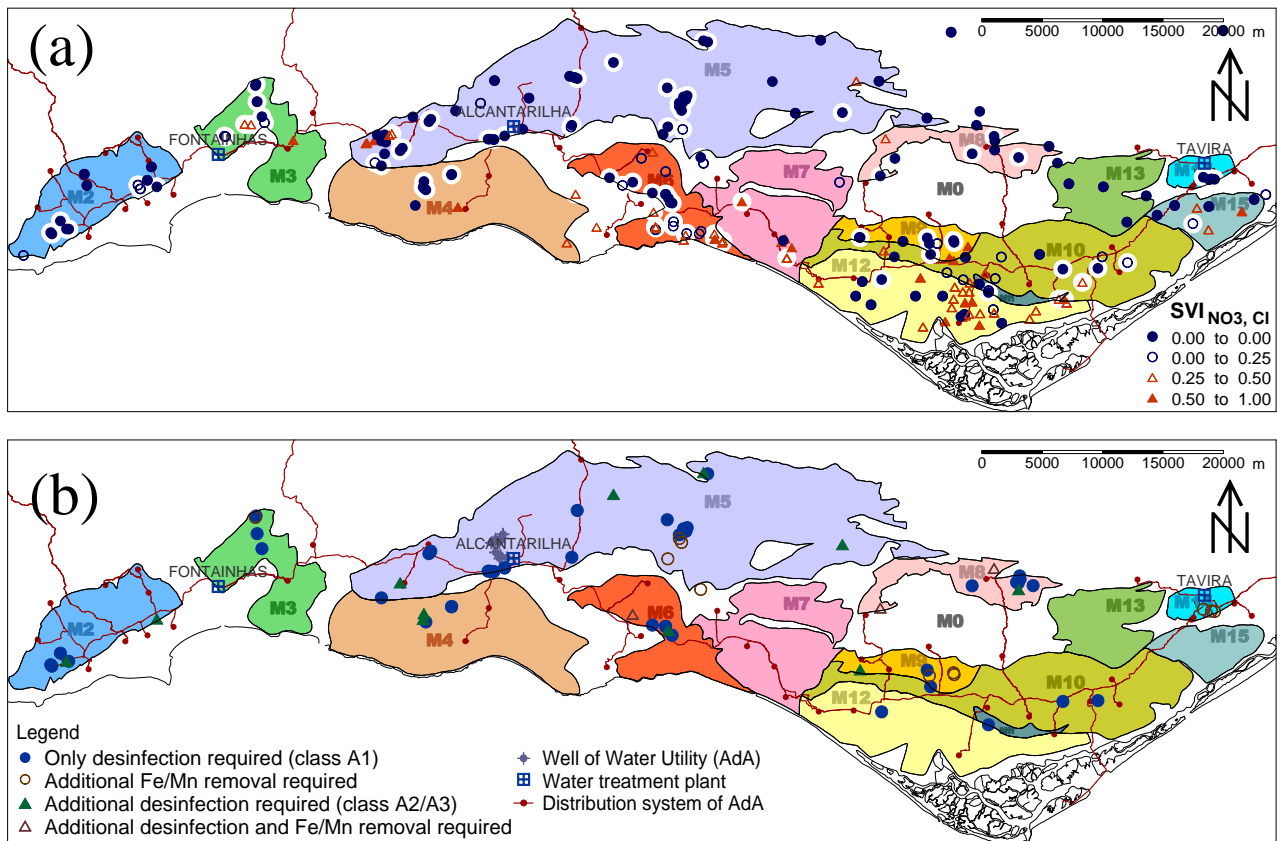 (a)
0 5000 10000 15000 20000 m
N
M5
ALCANTARILHA
FONTAINHAS
M8
TAVIRA
M3
M7
M13
M2
M6
M0
M15
M4
M9
M10
M12
SVI NO3, Cl
0.00 to 0.00
0.00 to 0.25
0.25 to 0.50
0.50 to 1.00
(b)
0 5000 10000 15000 20000 m
N
M5
ALCANTARILHA
FONTAINHAS
M8
TAVIRA
M3
M7
M13
M2
M6
M0
M15
M4
M9
M10
M12
Legend
Only desinfection required (class A1)
Additional Fe/Mn removal required
Additional desinfection required (class A2/A3)
Additional desinfection and Fe/Mn removal required
Well of Water Utility (AdA)
Water treatment plant
Distribution system of AdA